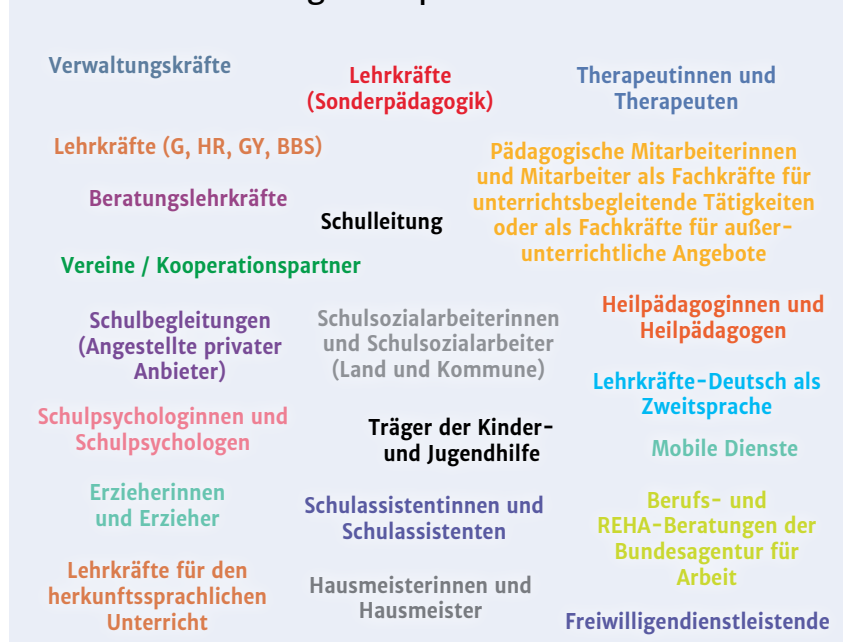 Verwaltungskräfte
Lehrkräfte
(Sonderpädagogik)
Therapeutinnen und
Therapeuten
Lehrkräfte (G, HR, GY, BBS)
Pädagogische Mitarbeiterinnen
und Mitarbeiter als Fachkräfte für
unterrichtsbegleitende Tätigkeiten
oder als Fachkräfte für außer-
unterrichtliche Angebote
Beratungslehrkräfte
Schulleitung
Vereine / Kooperationspartner
Schulbegleitungen
(Angestellte privater
Anbieter)
Schulsozialarbeiterinnen
und Schulsozialarbeiter
(Land und Kommune)
Heilpädagoginnen und
Heilpädagogen
Lehrkräfte-Deutsch als
Zweitsprache
Schulpsychologinnen und
Schulpsychologen
Träger der Kinder-
und Jugendhilfe
Mobile Dienste
Erzieherinnen
und Erzieher
Schulassistentinnen und
Schulassistenten
Berufs- und
REHA-Beratungen der
Bundesagentur für
Arbeit
Lehrkräfte für den
herkunftssprachlichen
Unterricht
Hausmeisterinnen und
Hausmeister
Freiwilligendienstleistende